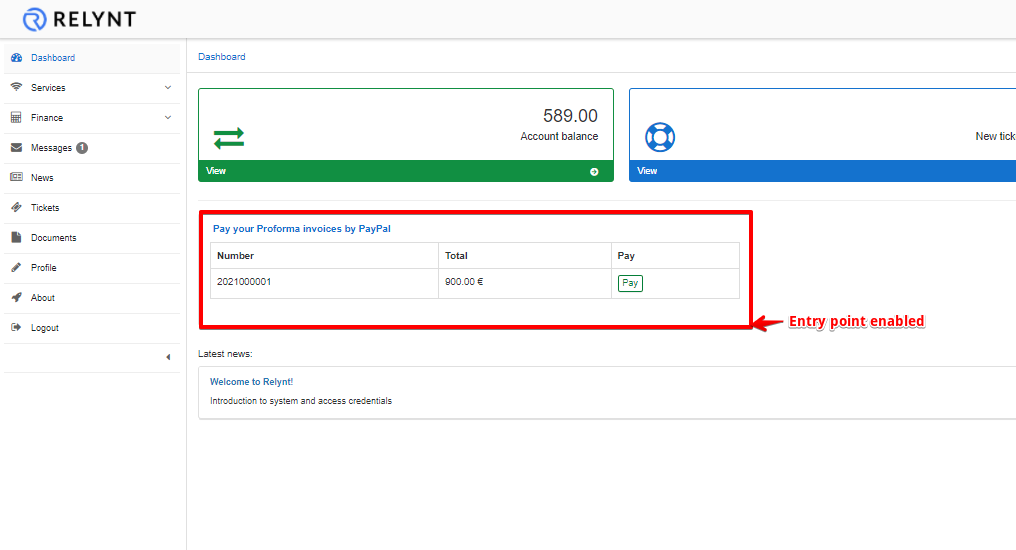 RELYNT
Dashboard
Services
Finance
Messages 1
News
Tickets
Documents
Profile
About
Logout
Dashboard
589.00
Account balance
View
New tick
View
Pay your Proforma invoices by PayPal
Number Total Pay
2021000001 900.00 € Pay
Entry point enabled
Latest news:
Welcome to Relynt!
Introduction to system and access credentials